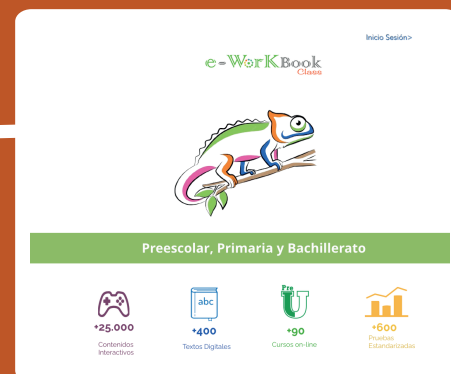 Inicio Sesión>
e-WorKBook
Class
Preescolar, Primaria y Bachillerato
abc
Pre
U
+25.000
+400
+90
+600
Contenidos
Interactivos
Textos Digitales
Cursos on-line
Pruebas
Estandarizadas